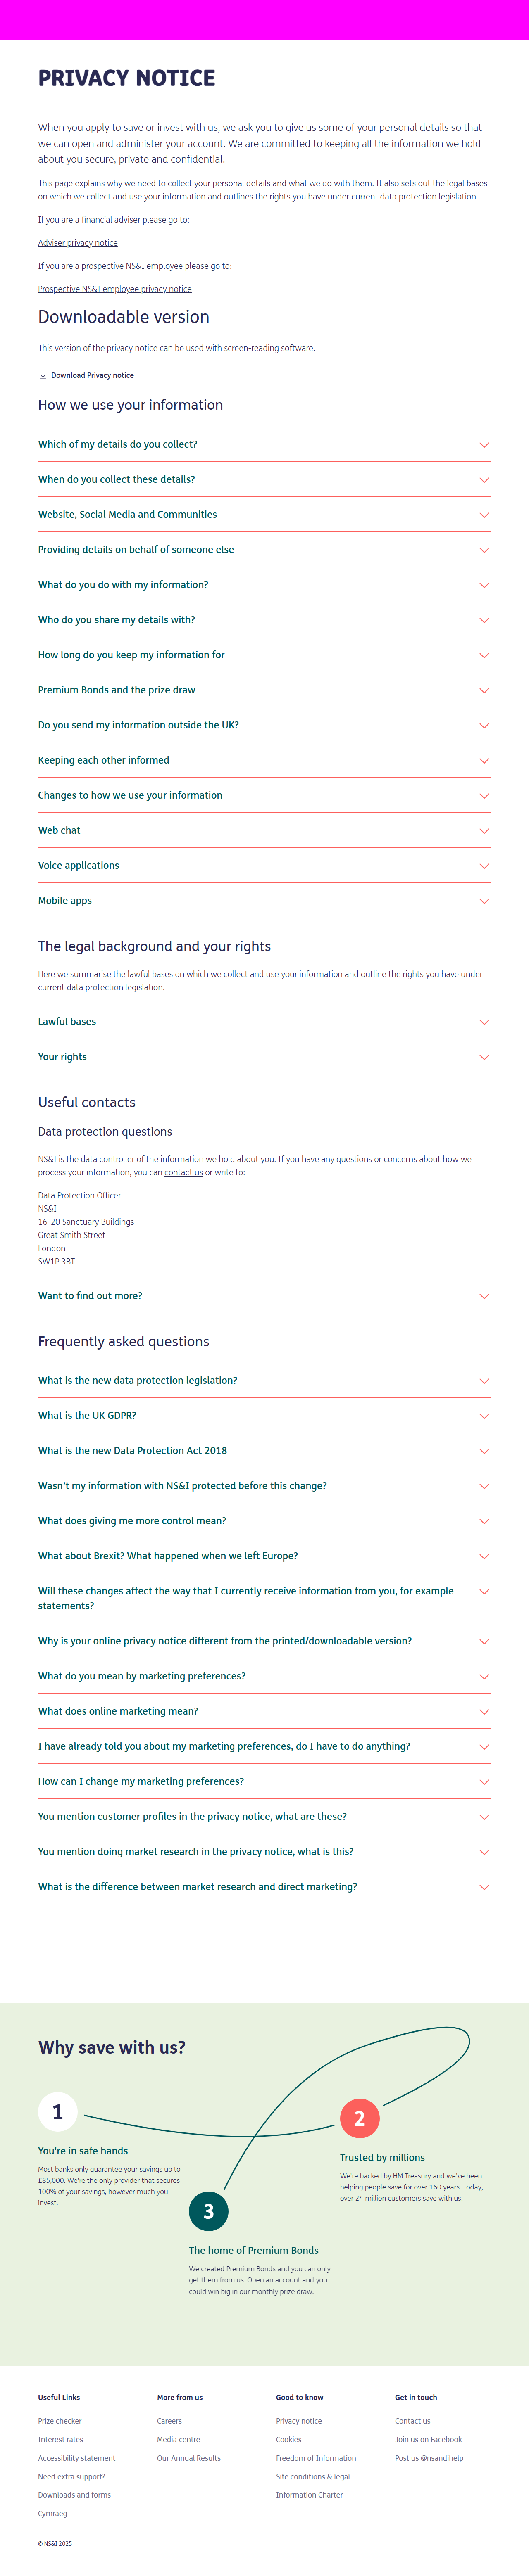 PRIVACY NOTICE
When you apply to save or invest with us, we ask you to give us some of your personal details so that
we can open and administer your account. We are committed to keeping all the information we hold
about you secure, private and confidential.
This page explains why we need to collect your personal details and what we do with them. It also sets out the legal bases
on which we collect and use your information and outlines the rights you have under current data protection legislation.
If you are a financial adviser please go to:
Adviser privacy notice
If you are a prospective NS&I employee please go to:
Prospective NS&I employee privacy notice
Downloadable version
This version of the privacy notice can be used with screen-reading software.
Download Privacy notice
How we use your information
Which of my details do you collect?
When do you collect these details?
Website, Social Media and Communities
Providing details on behalf of someone else
What do you do with my information?
Who do you share my details with?
How long do you keep my information for
Premium Bonds and the prize draw
Do you send my information outside the UK?
Keeping each other informed
Changes to how we use your information
Web chat
Voice applications
Mobile apps
The legal background and your rights
Here we summarise the lawful bases on which we collect and use your information and outline the rights you have under
current data protection legislation.
Lawful bases
Your rights
Useful contacts
Data protection questions
NS&I is the data controller of the information we hold about you. If you have any questions or concerns about how we
process your information, you can contact us or write to:
Data Protection Officer
NS&I
16-20 Sanctuary Buildings
Great Smith Street
London
SW1P 3BT
Want to find out more?
Frequently asked questions
What is the new data protection legislation?
What is the UK GDPR?
What is the new Data Protection Act 2018
Wasn't my information with NS&I protected before this change?
What does giving me more control mean?
What about Brexit? What happened when we left Europe?
Will these changes affect the way that I currently receive information from you, for example
statements?
Why is your online privacy notice different from the printed/downloadable version?
What do you mean by marketing preferences?
What does online marketing mean?
I have already told you about my marketing preferences, do I have to do anything?
How can I change my marketing preferences?
You mention customer profiles in the privacy notice, what are these?
You mention doing market research in the privacy notice, what is this?
What is the difference between market research and direct marketing?
Why save with us?
1
You're in safe hands
Most banks only guarantee your savings up to
£85,000. We're the only provider that secures
100% of your savings, however much you
invest.
2
Trusted by millions
We're backed by HM Treasury and we've been
helping people save for over 160 years. Today,
over 24 million customers save with us.
3
The home of Premium Bonds
We created Premium Bonds and you can only
get them from us. Open an account and you
could win big in our monthly prize draw.
Useful Links
Prize checker
Interest rates
Accessibility statement
Need extra support?
Downloads and forms
Cymraeg
More from us
Careers
Media centre
Our Annual Results
Good to know
Privacy notice
Cookies
Freedom of Information
Site conditions & legal
Information Charter
Get in touch
Contact us
Join us on Facebook
Post us @nsandihelp
© NS&I 2025